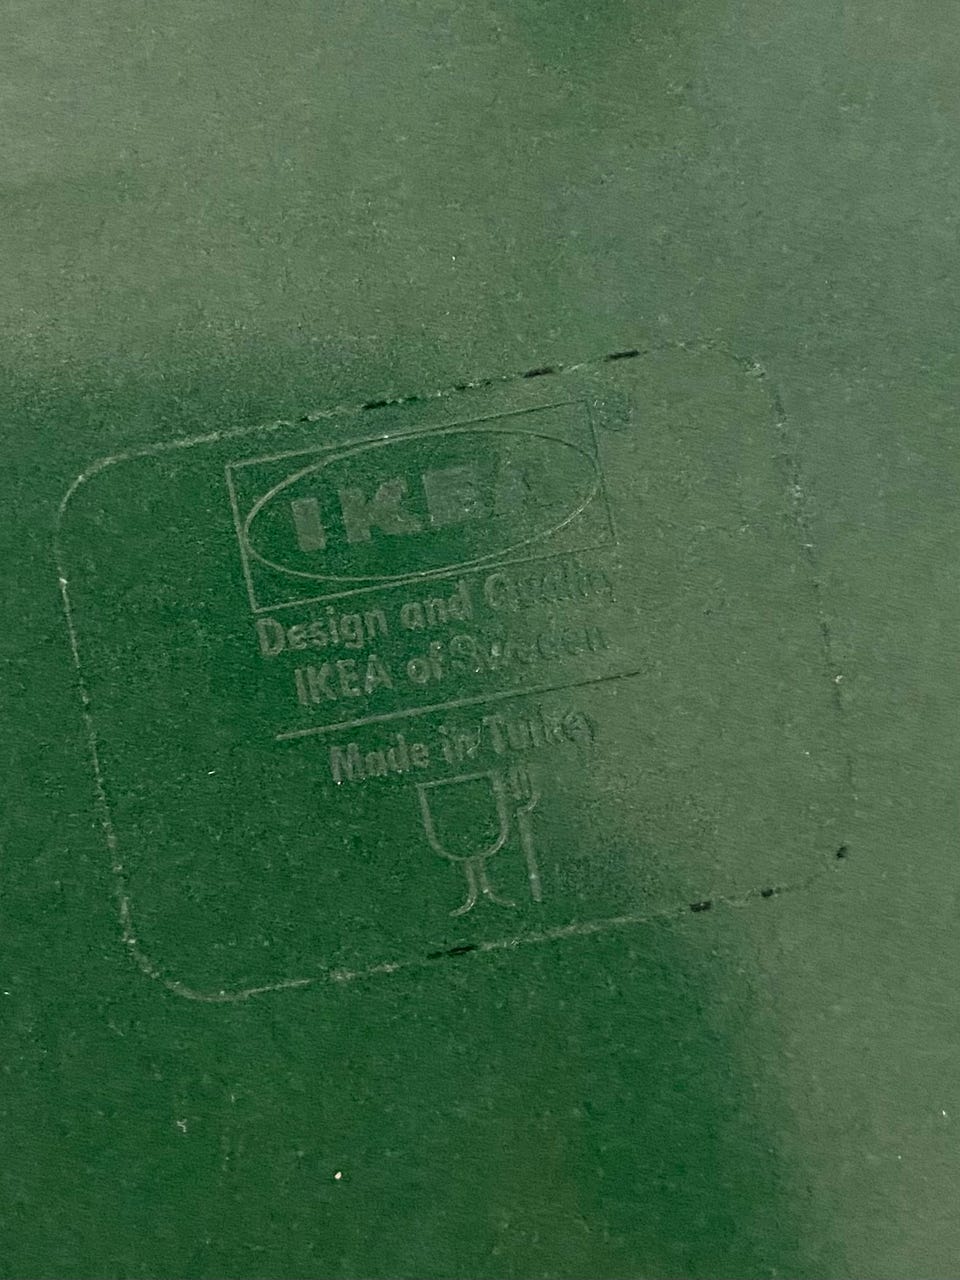 IKEA
®
Design and Quality
IKEA of Sweden
Made in Turkey